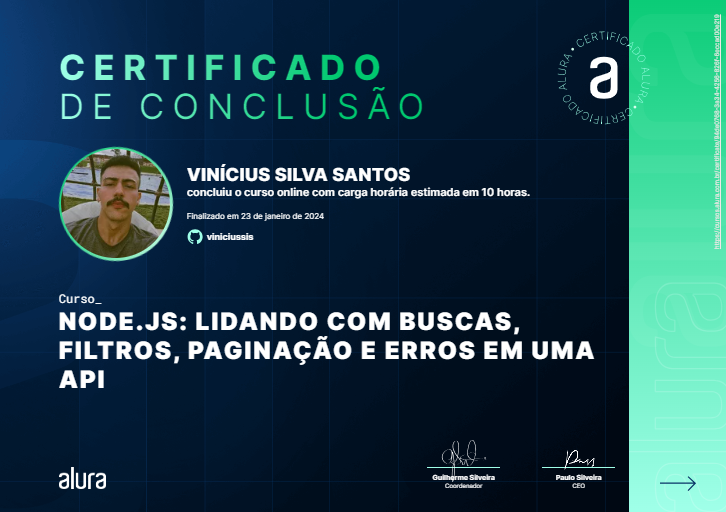 CERTIFICADO
DE CONCLUSÃO
ALURA • CERTIFICADO ALURA • CERTIFICADO
a
VINÍCIUS SILVA SANTOS
concluiu o curso online com carga horária estimada em 10 horas.
Finalizado em 23 de janeiro de 2024
viniciussis
Curso_
NODE.JS: LIDANDO COM BUSCAS,
FILTROS, PAGINAÇÃO E ERROS EM UMA
API
alura
Guilherme Silveira
Coordenador
Paulo Silveira
CEO
alura